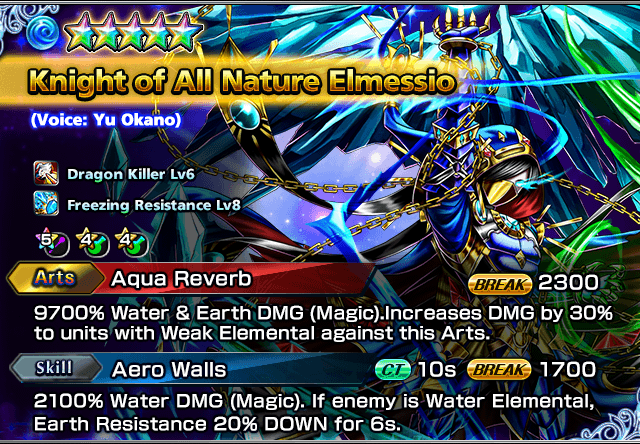 Knight of All Nature Elmessio
(Voice: Yu Okano)
Dragon Killer Lv6
Freezing Resistance Lv8
5 4 4
Arts Aqua Reverb BREAK 2300
9700% Water & Earth DMG (Magic).Increases DMG by 30%
to units with Weak Elemental against this Arts.
Skill Aero Walls CT 10s BREAK 1700
2100% Water DMG (Magic). If enemy is Water Elemental,
Earth Resistance 20% DOWN for 6s.